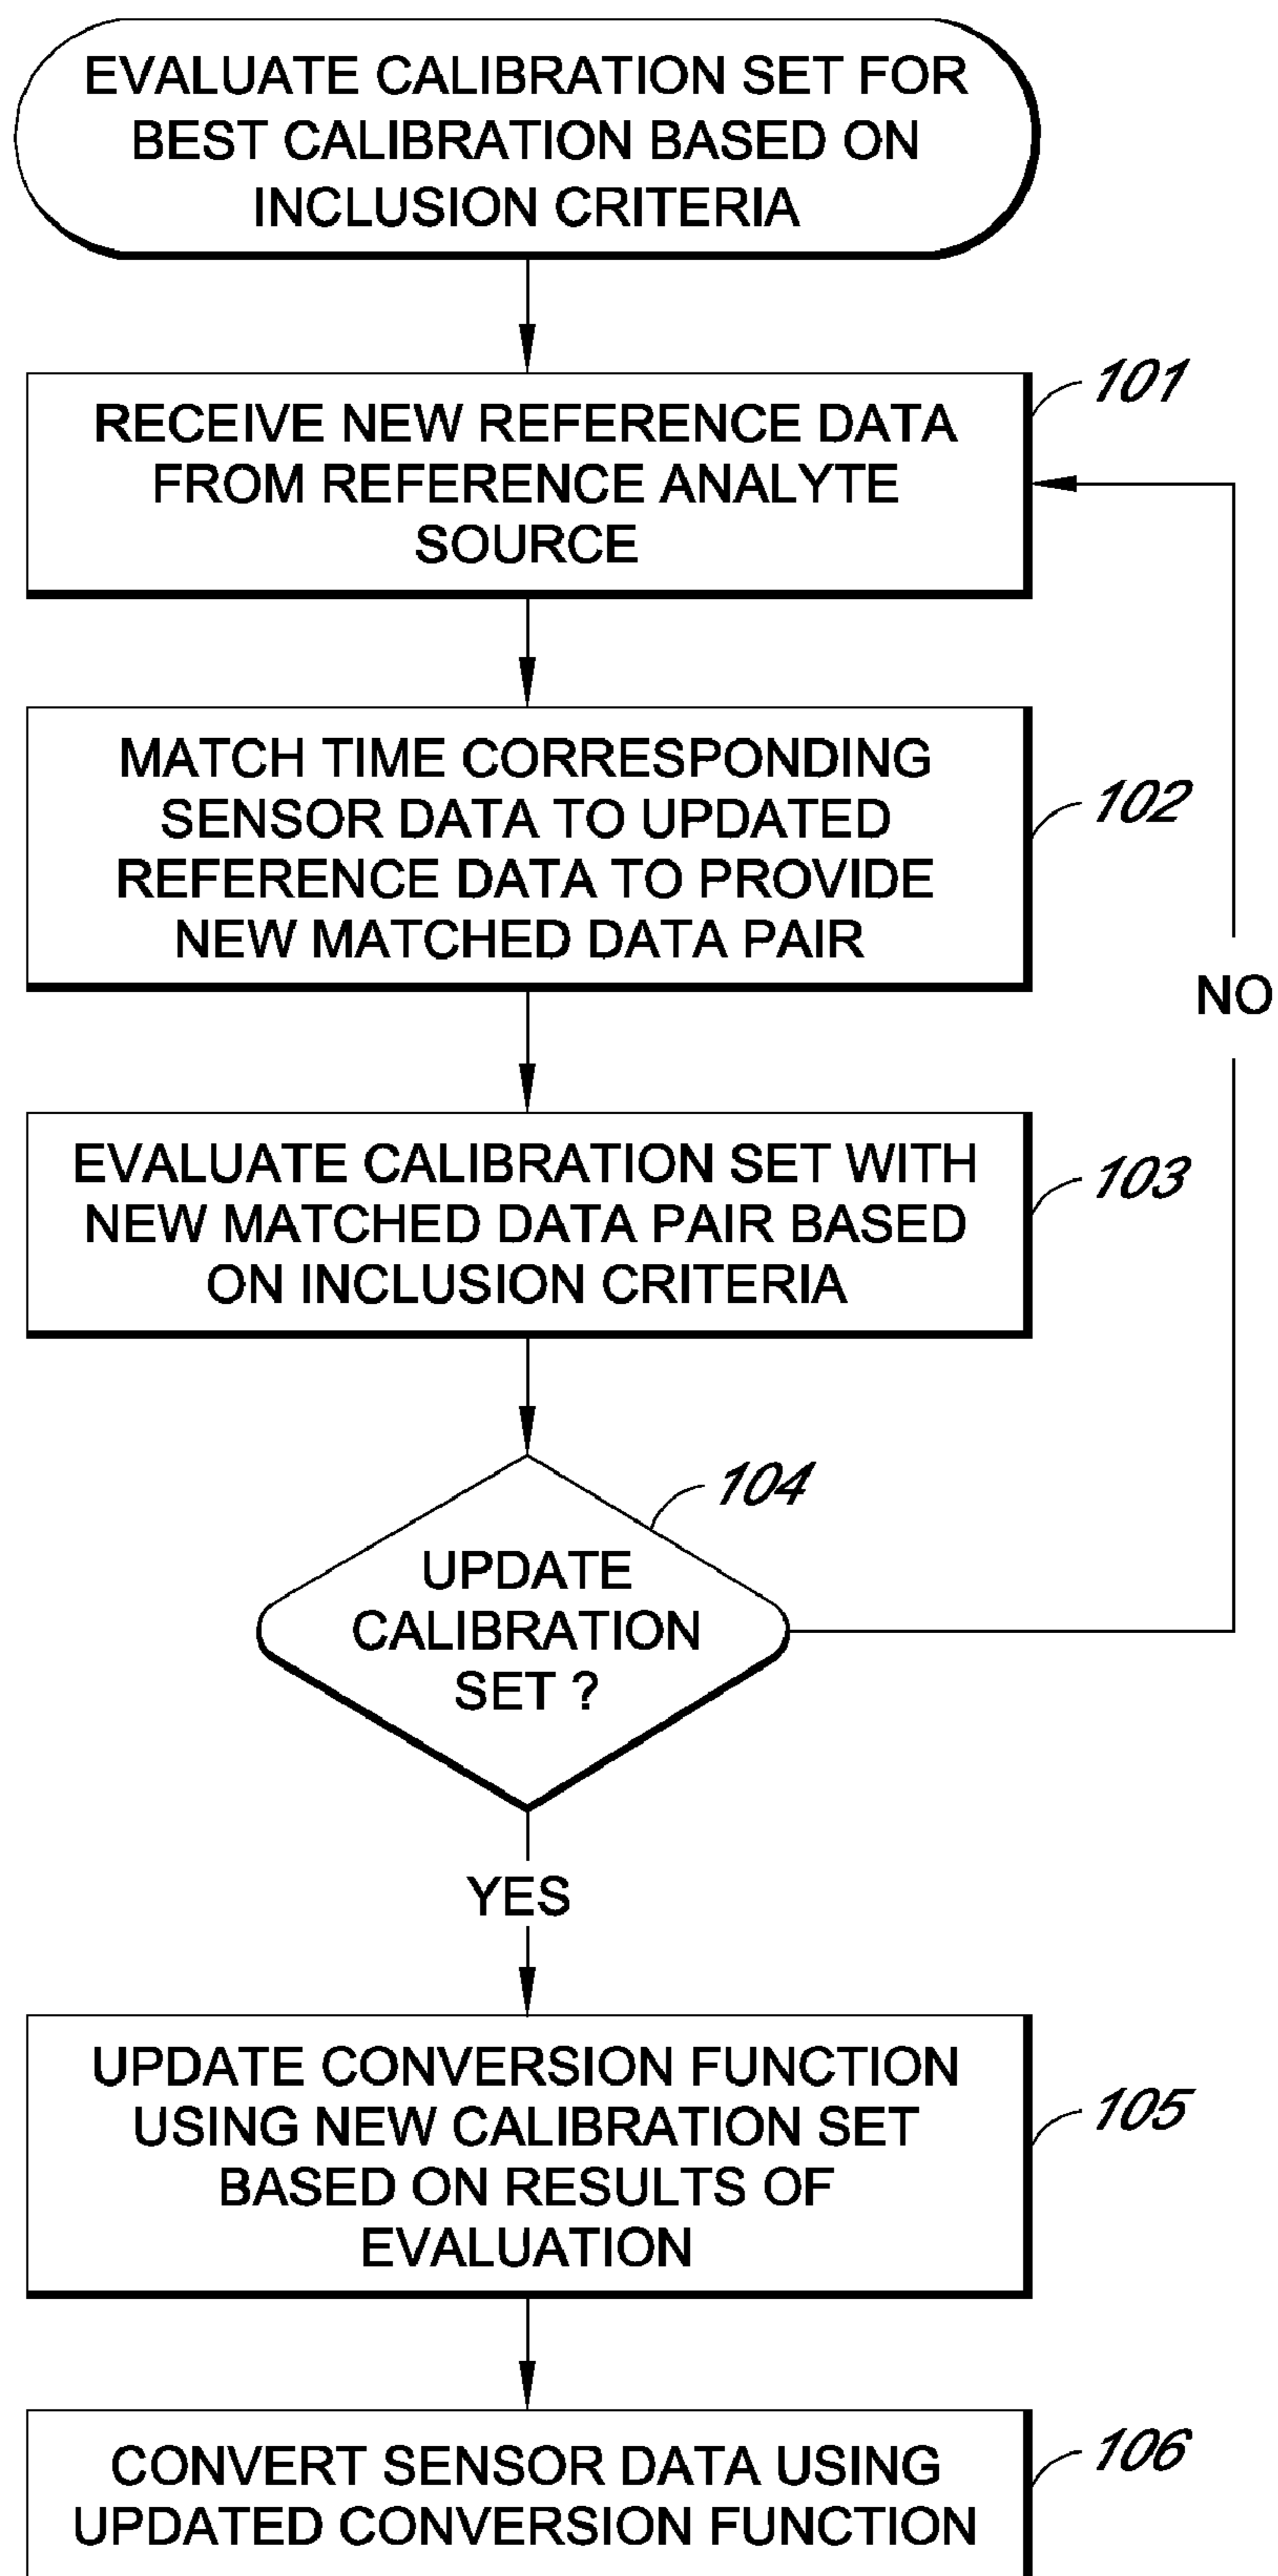 EVALUATE CALIBRATION SET FOR
BEST CALIBRATION BASED ON
INCLUSION CRITERIA
101
RECEIVE NEW REFERENCE DATA
FROM REFERENCE ANALYTE
SOURCE
102
MATCH TIME CORRESPONDING
SENSOR DATA TO UPDATED
REFERENCE DATA TO PROVIDE
NEW MATCHED DATA PAIR
NO
103
EVALUATE CALIBRATION SET WITH
NEW MATCHED DATA PAIR BASED
ON INCLUSION CRITERIA
104
UPDATE
CALIBRATION
SET ?
YES
105
UPDATE CONVERSION FUNCTION
USING NEW CALIBRATION SET
BASED ON RESULTS OF
EVALUATION
106
CONVERT SENSOR DATA USING
UPDATED CONVERSION FUNCTION